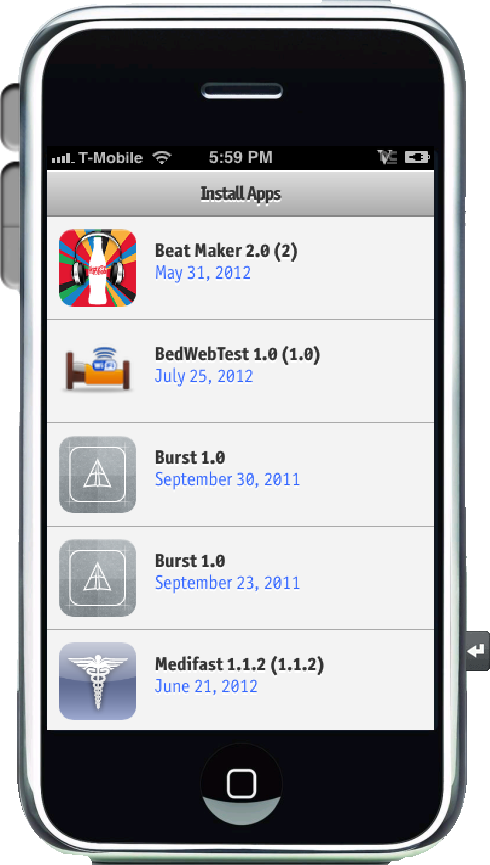 T-Mobile 5:59 PM
Install Apps
Beat Maker 2.0 (2)
May 31, 2012
BedWebTest 1.0 (1.0)
July 25, 2012
Burst 1.0
September 30, 2011
Burst 1.0
September 23, 2011
Medifast 1.1.2 (1.1.2)
June 21, 2012